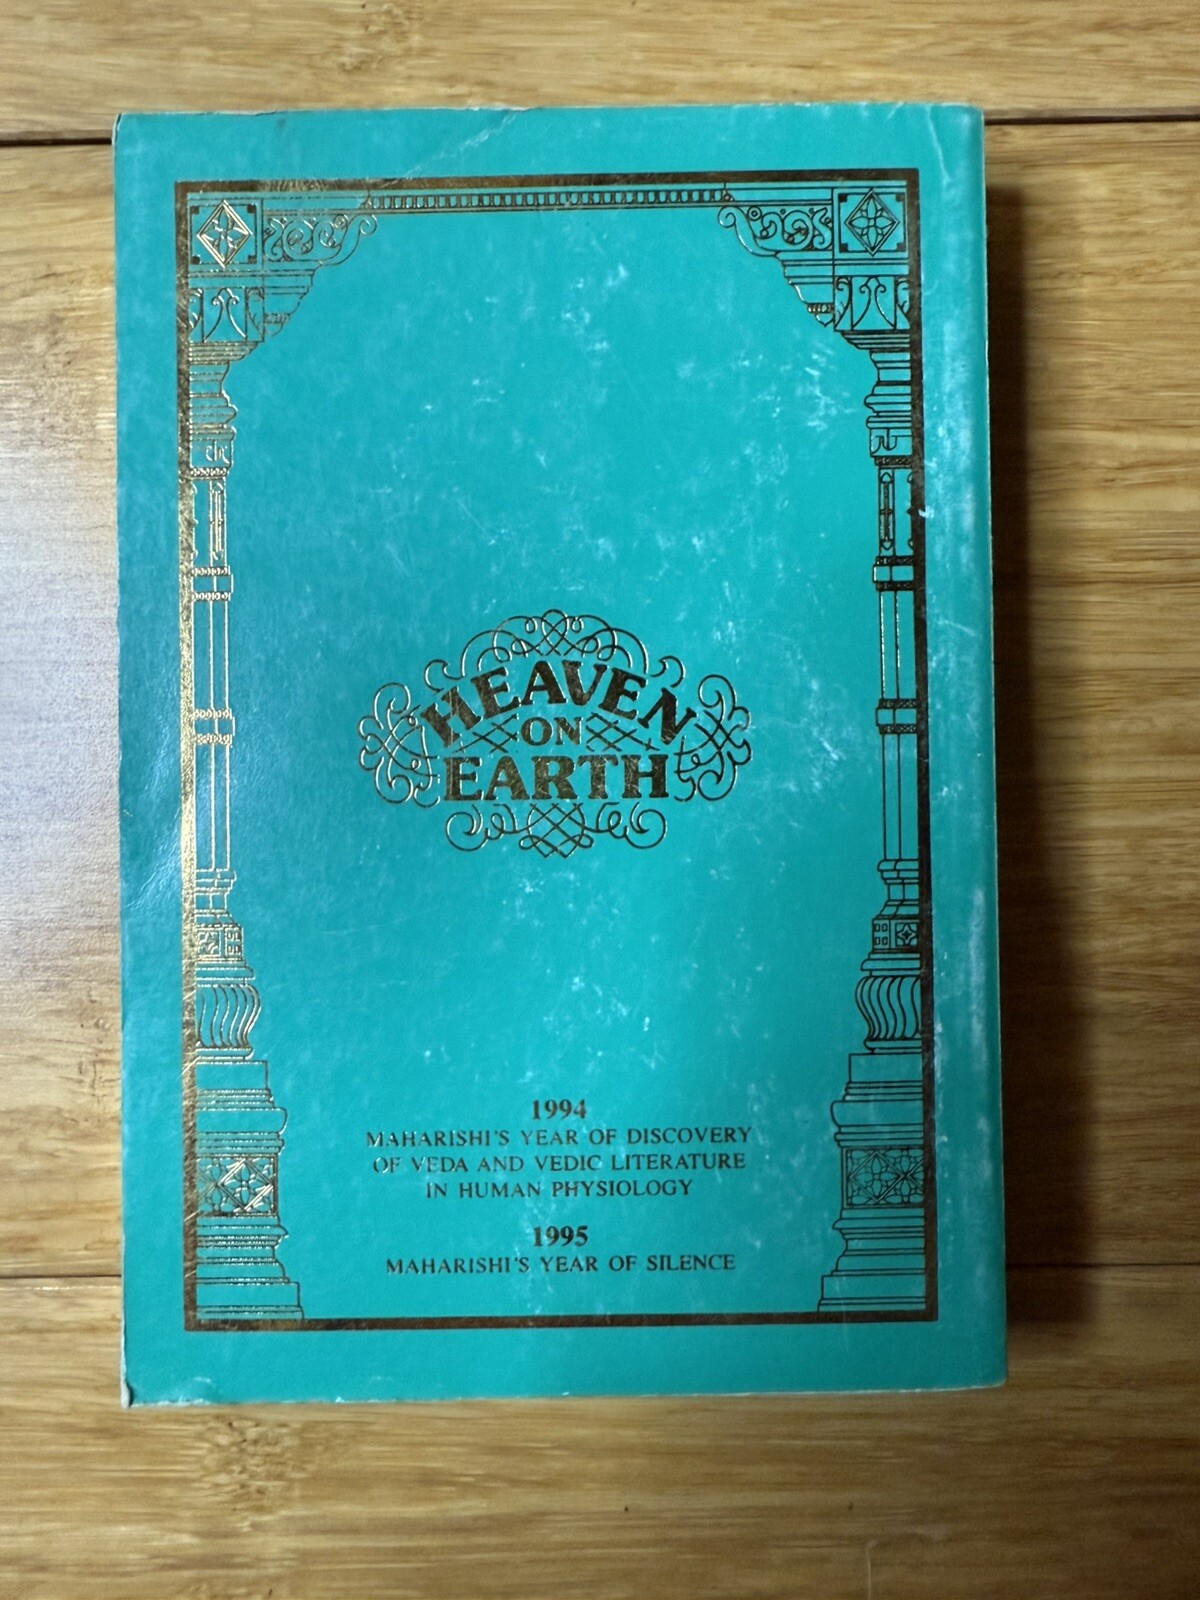 HEAVEN
ON
EARTH
1994
MAHARISHI'S YEAR OF DISCOVERY
OF VEDA AND VEDIC LITERATURE
IN HUMAN PHYSIOLOGY
1995
MAHARISHI'S YEAR OF SILENCE